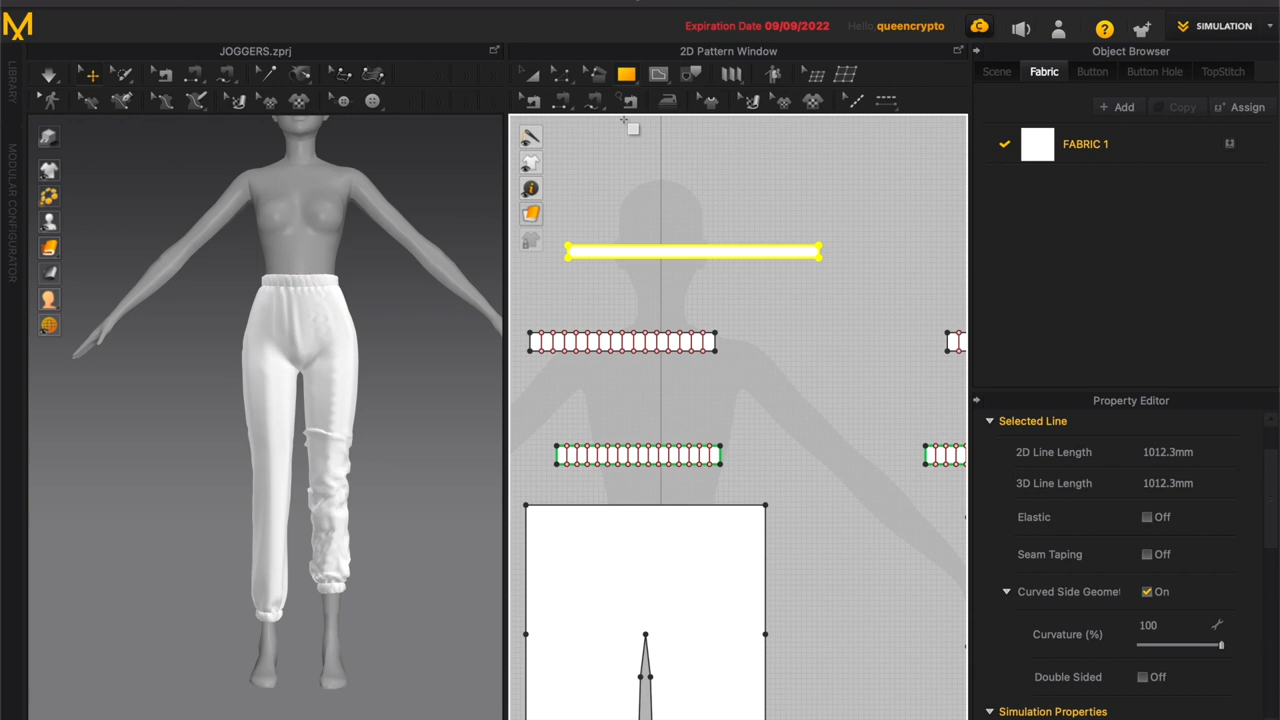 Expiration Date 09/09/2022
Hello, queencrypto
SIMULATION
JOGGERS.zprj
2D Pattern Window
Object Browser
LIBRARY
MODULAR CONFIGURATOR
Scene
Fabric
Button
Button Hole
TopStitch
+ Add
Copy
Assign
FABRIC 1
Property Editor
Selected Line
2D Line Length 1012.3mm
3D Line Length 1012.3mm
Elastic Off
Seam Taping Off
Curved Side Geomet On
Curvature (%) 100
Double Sided Off
Simulation Properties